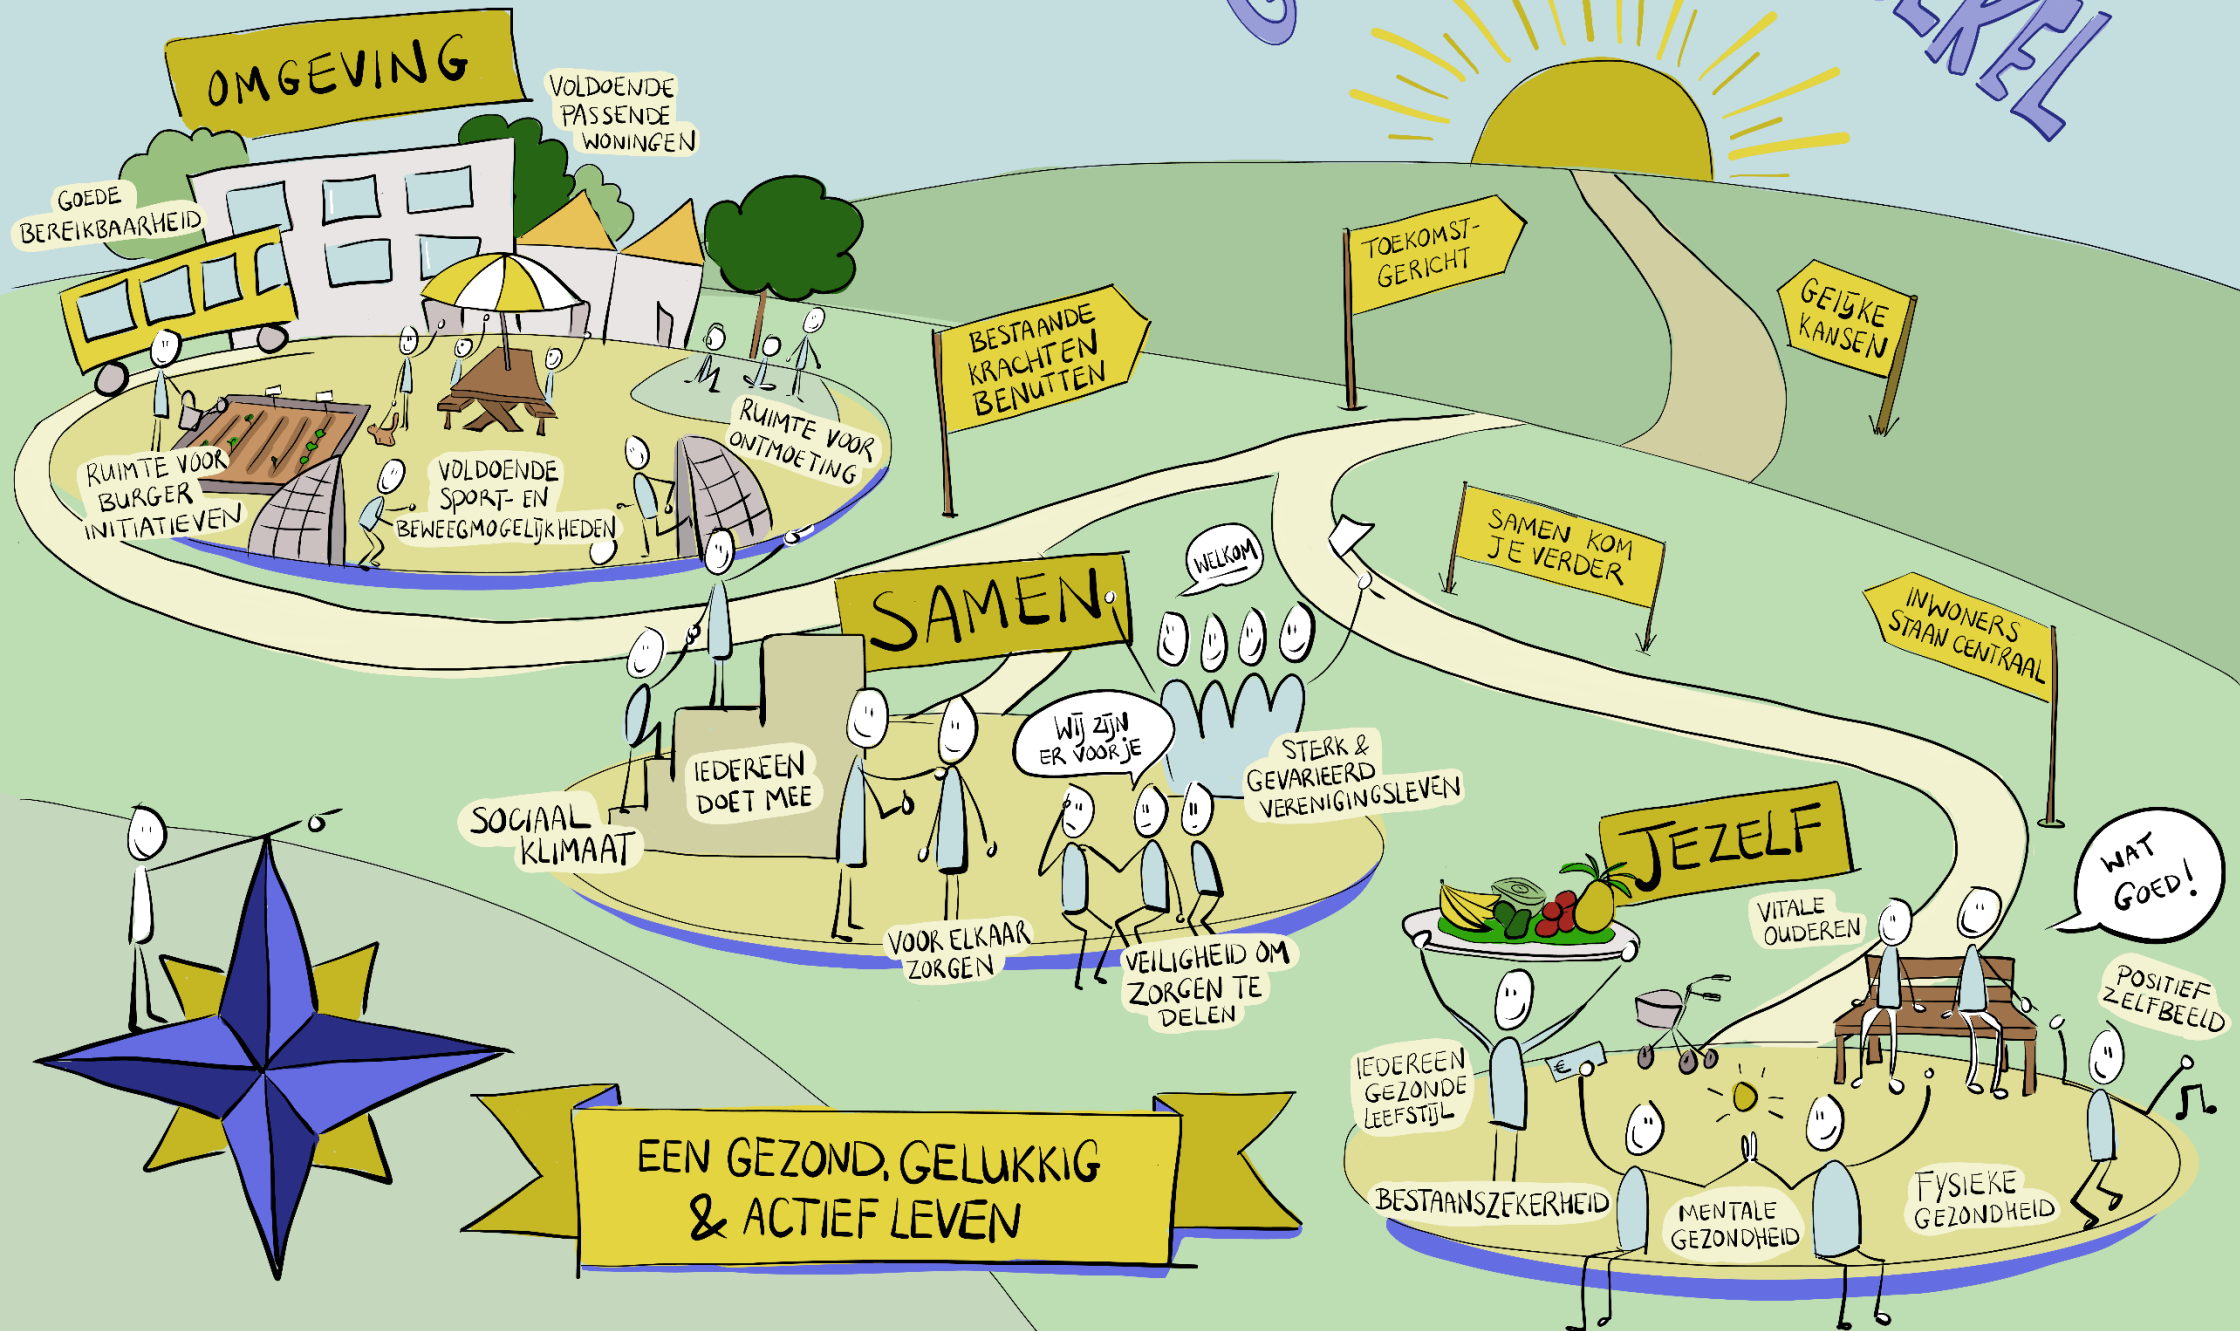 OMGEVING
VOLDOENDE
PASSENDE
WONINGEN
GOEDE
BEREIKBAARHEID
RUIMTE VOOR
BURGER
INITIATIEVEN
VOLDOENDE
SPORT- EN
BEWEEGMOGELIJKHEDEN
RUIMTE VOOR
ONTMOETING
BESTAANDE
KRACHTEN
BENUTTEN
TOEKOMST-
GERICHT
GELIJKE
KANSEN
SAMEN KOM
JE VERDER
INWONERS
STAAN CENTRAAL
SAMEN
WELKOM
WIJ ZIJN
ER VOOR JE
IEDEREEN
DOET MEE
SOCIAAL
KLIMAAT
STERK &
GEVARIEERD
VERENIGINGSLEVEN
VOOR ELKAAR
ZORGEN
VEILIGHEID OM
ZORGEN TE
DELEN
JEZELF
WAT
GOED!
VITALE
OUDEREN
POSITIEF
ZELFBEELD
IEDEREEN
GEZONDE
LEEFSTIJL
€
BESTAANSZEKERHEID
MENTALE
GEZONDHEID
FYSIEKE
GEZONDHEID
EEN GEZOND, GELUKKIG
& ACTIEF LEVEN